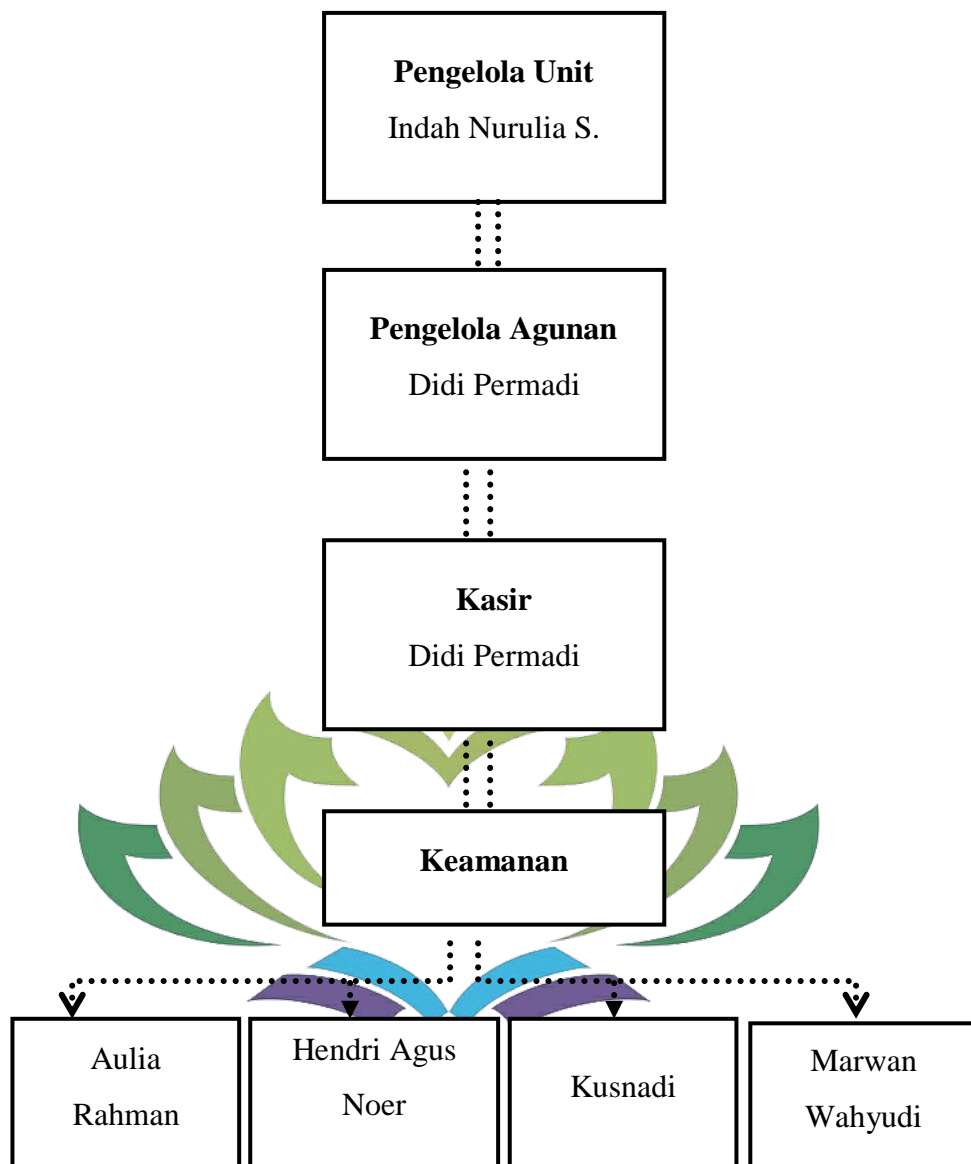 Pengelola Unit
Indah Nurulia S.
Pengelola Agunan
Didi Permadi
Kasir
Didi Permadi
Keamanan
Aulia
Rahman
Hendri Agus
Noer
Kusnadi
Marwan
Wahyudi